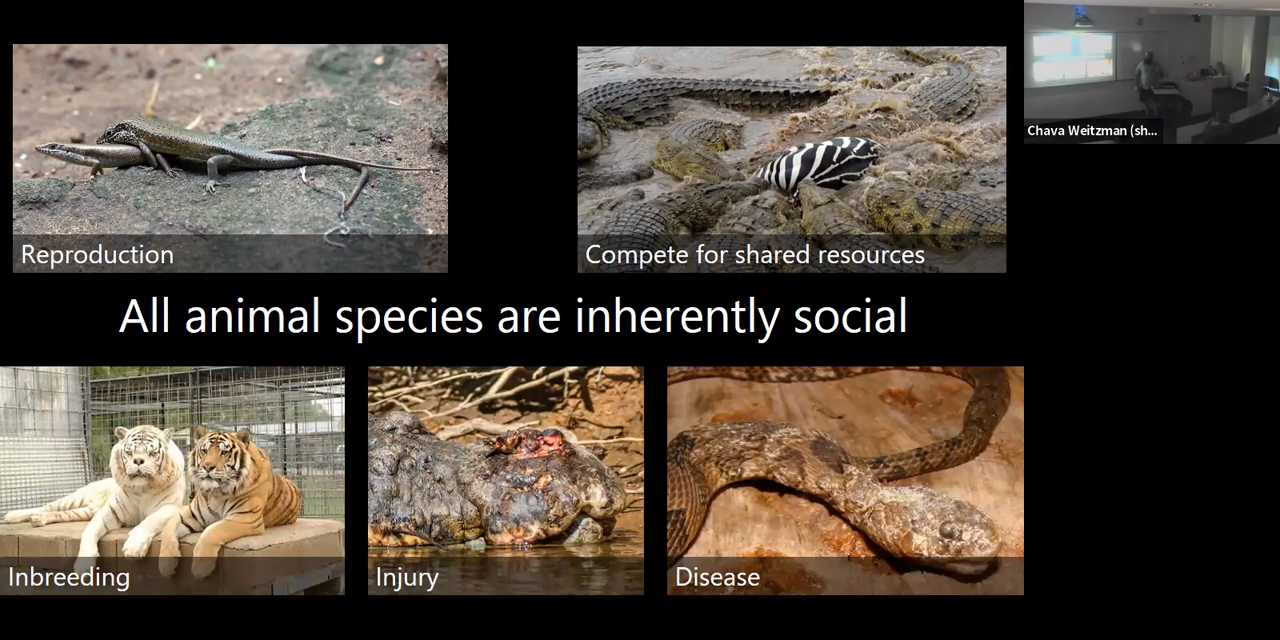 Chava Weitzman (sh...
Reproduction
Compete for shared resources
All animal species are inherently social
Inbreeding
Injury
Disease